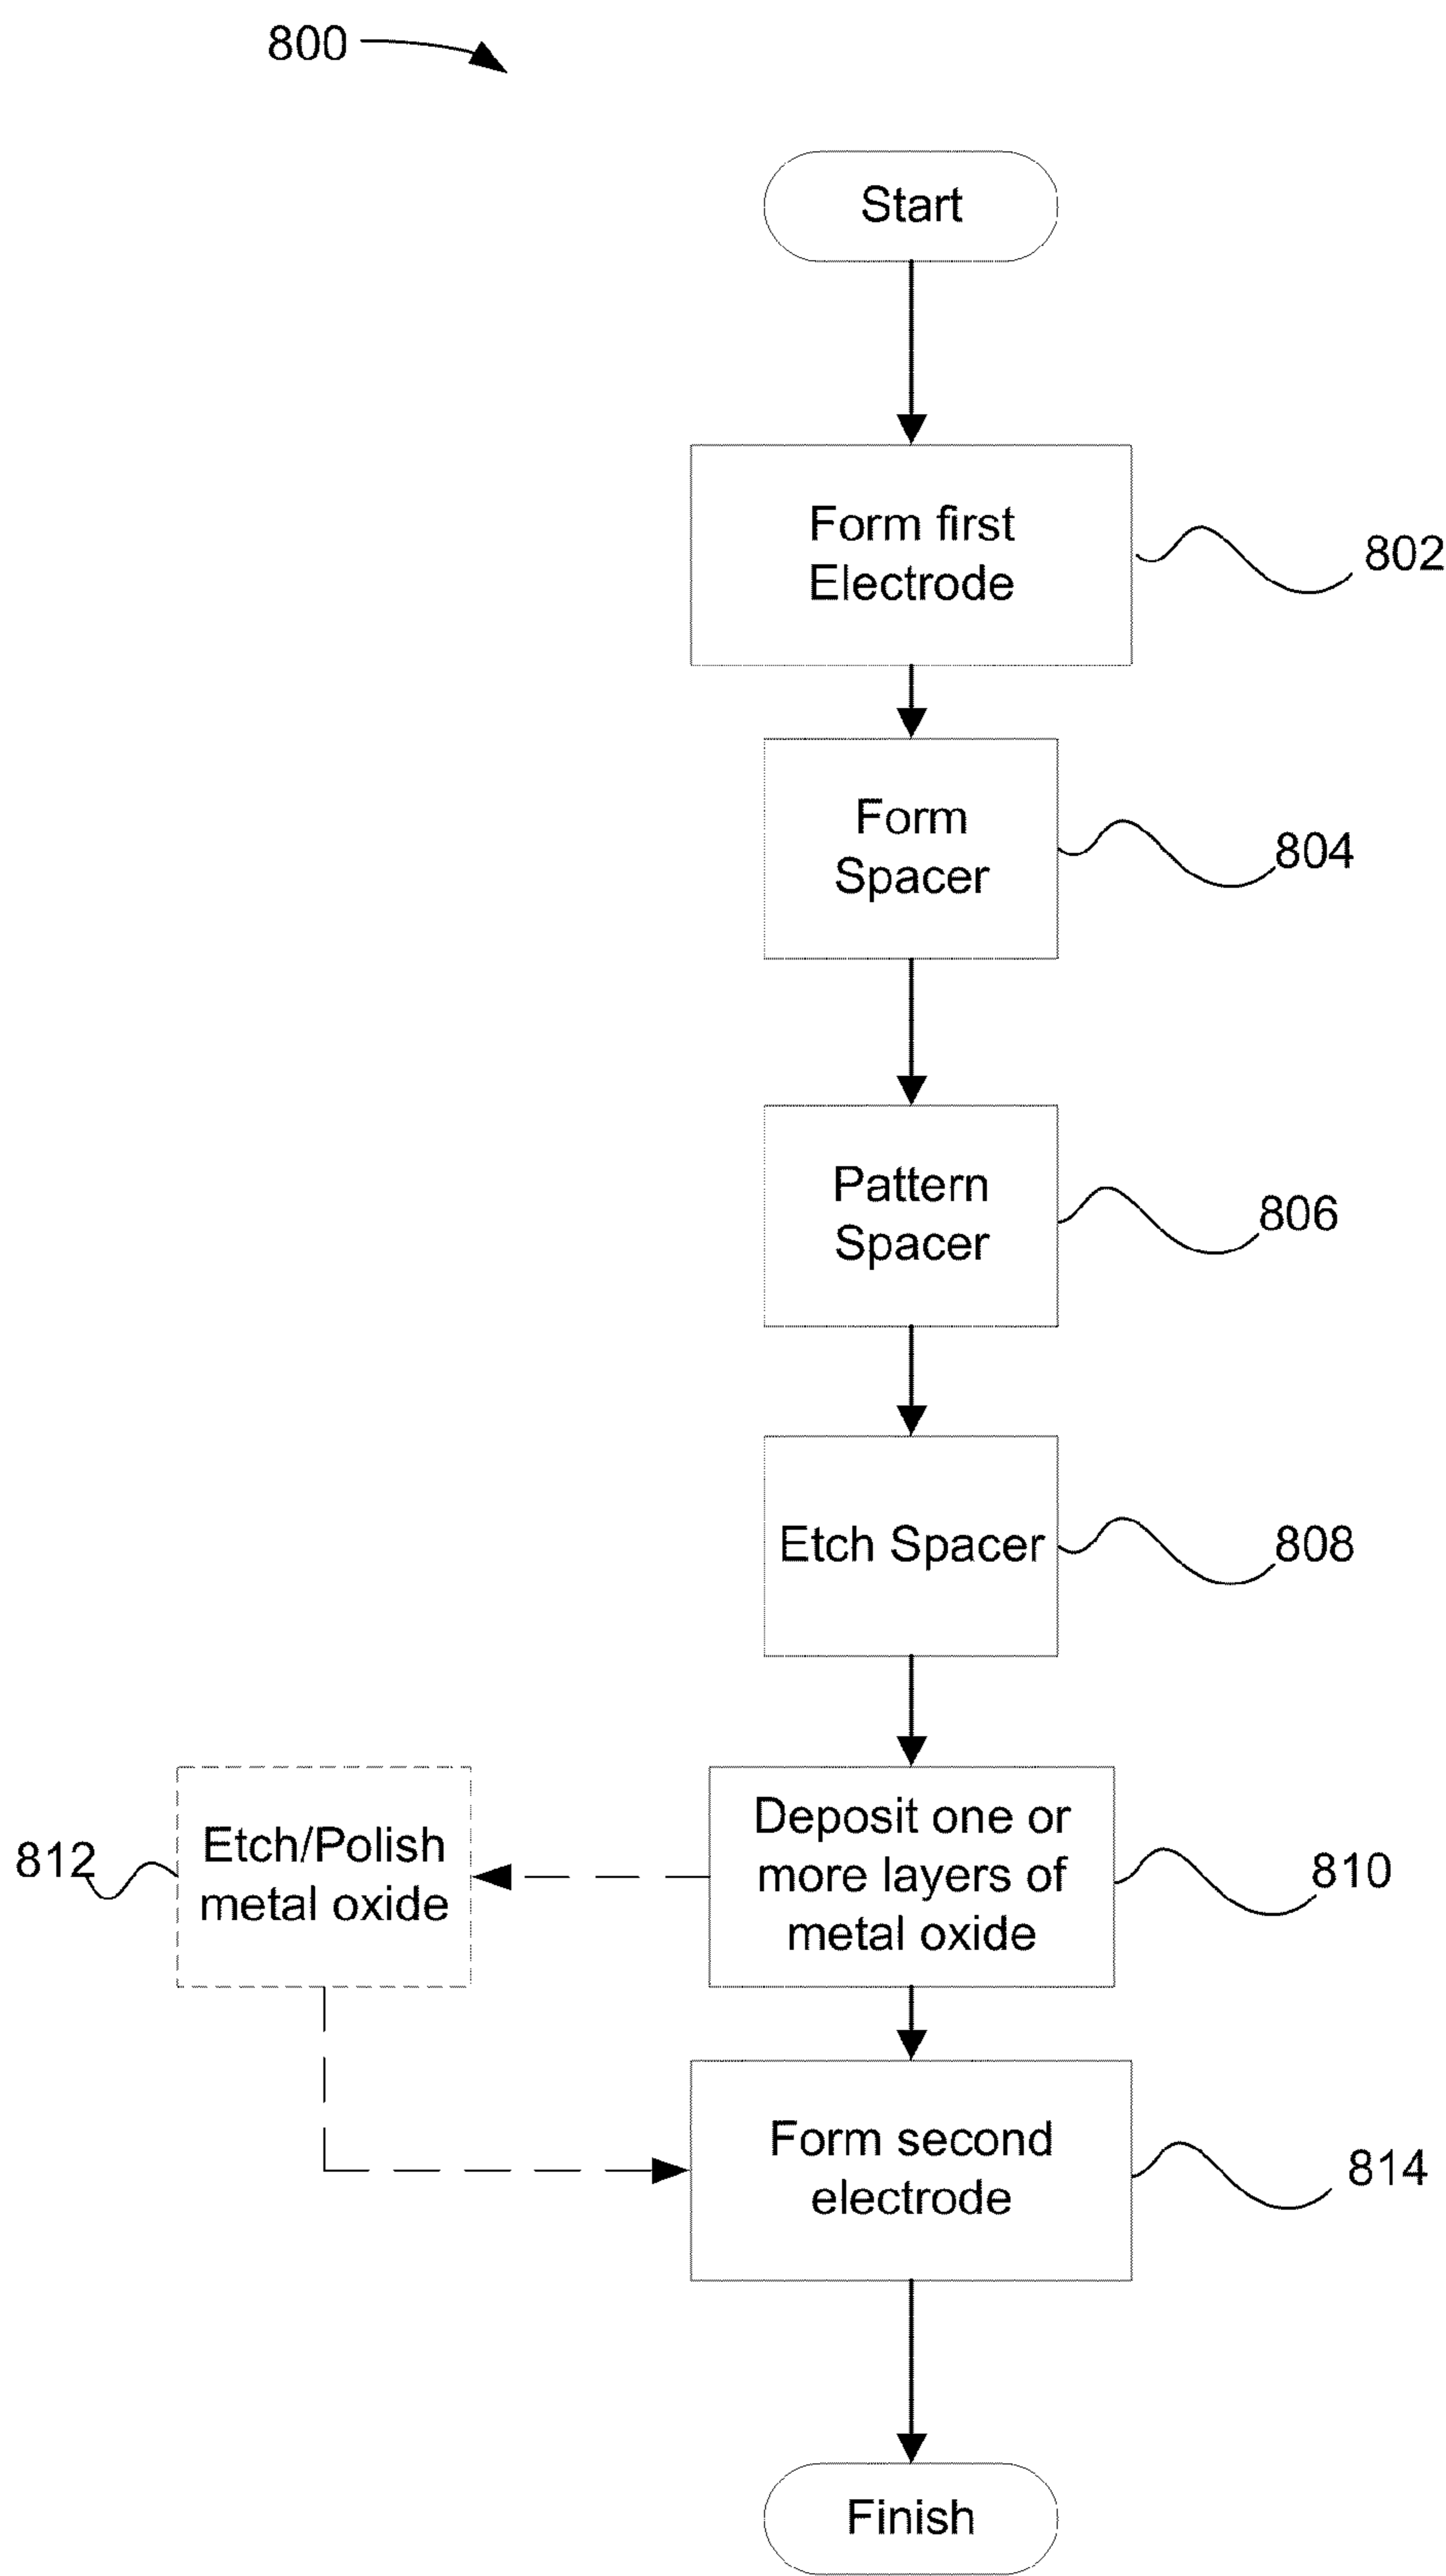 800
Start
Form first
Electrode
802
Form
Spacer
804
Pattern
Spacer
806
Etch Spacer
808
Deposit one or
more layers of
metal oxide
810
Etch/Polish
metal oxide
812
Form second
electrode
814
Finish